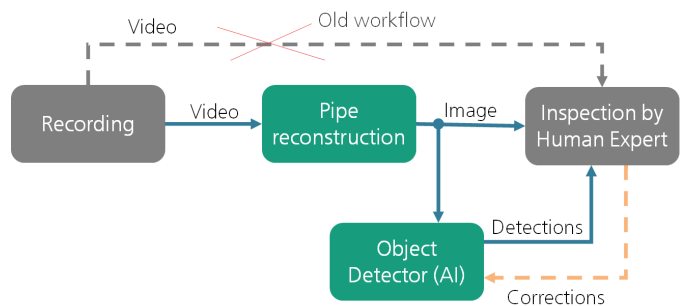 Video
Old workflow
Recording
Video
Pipe
reconstruction
Image
Inspection by
Human Expert
Object
Detector (AI)
Detections
Corrections